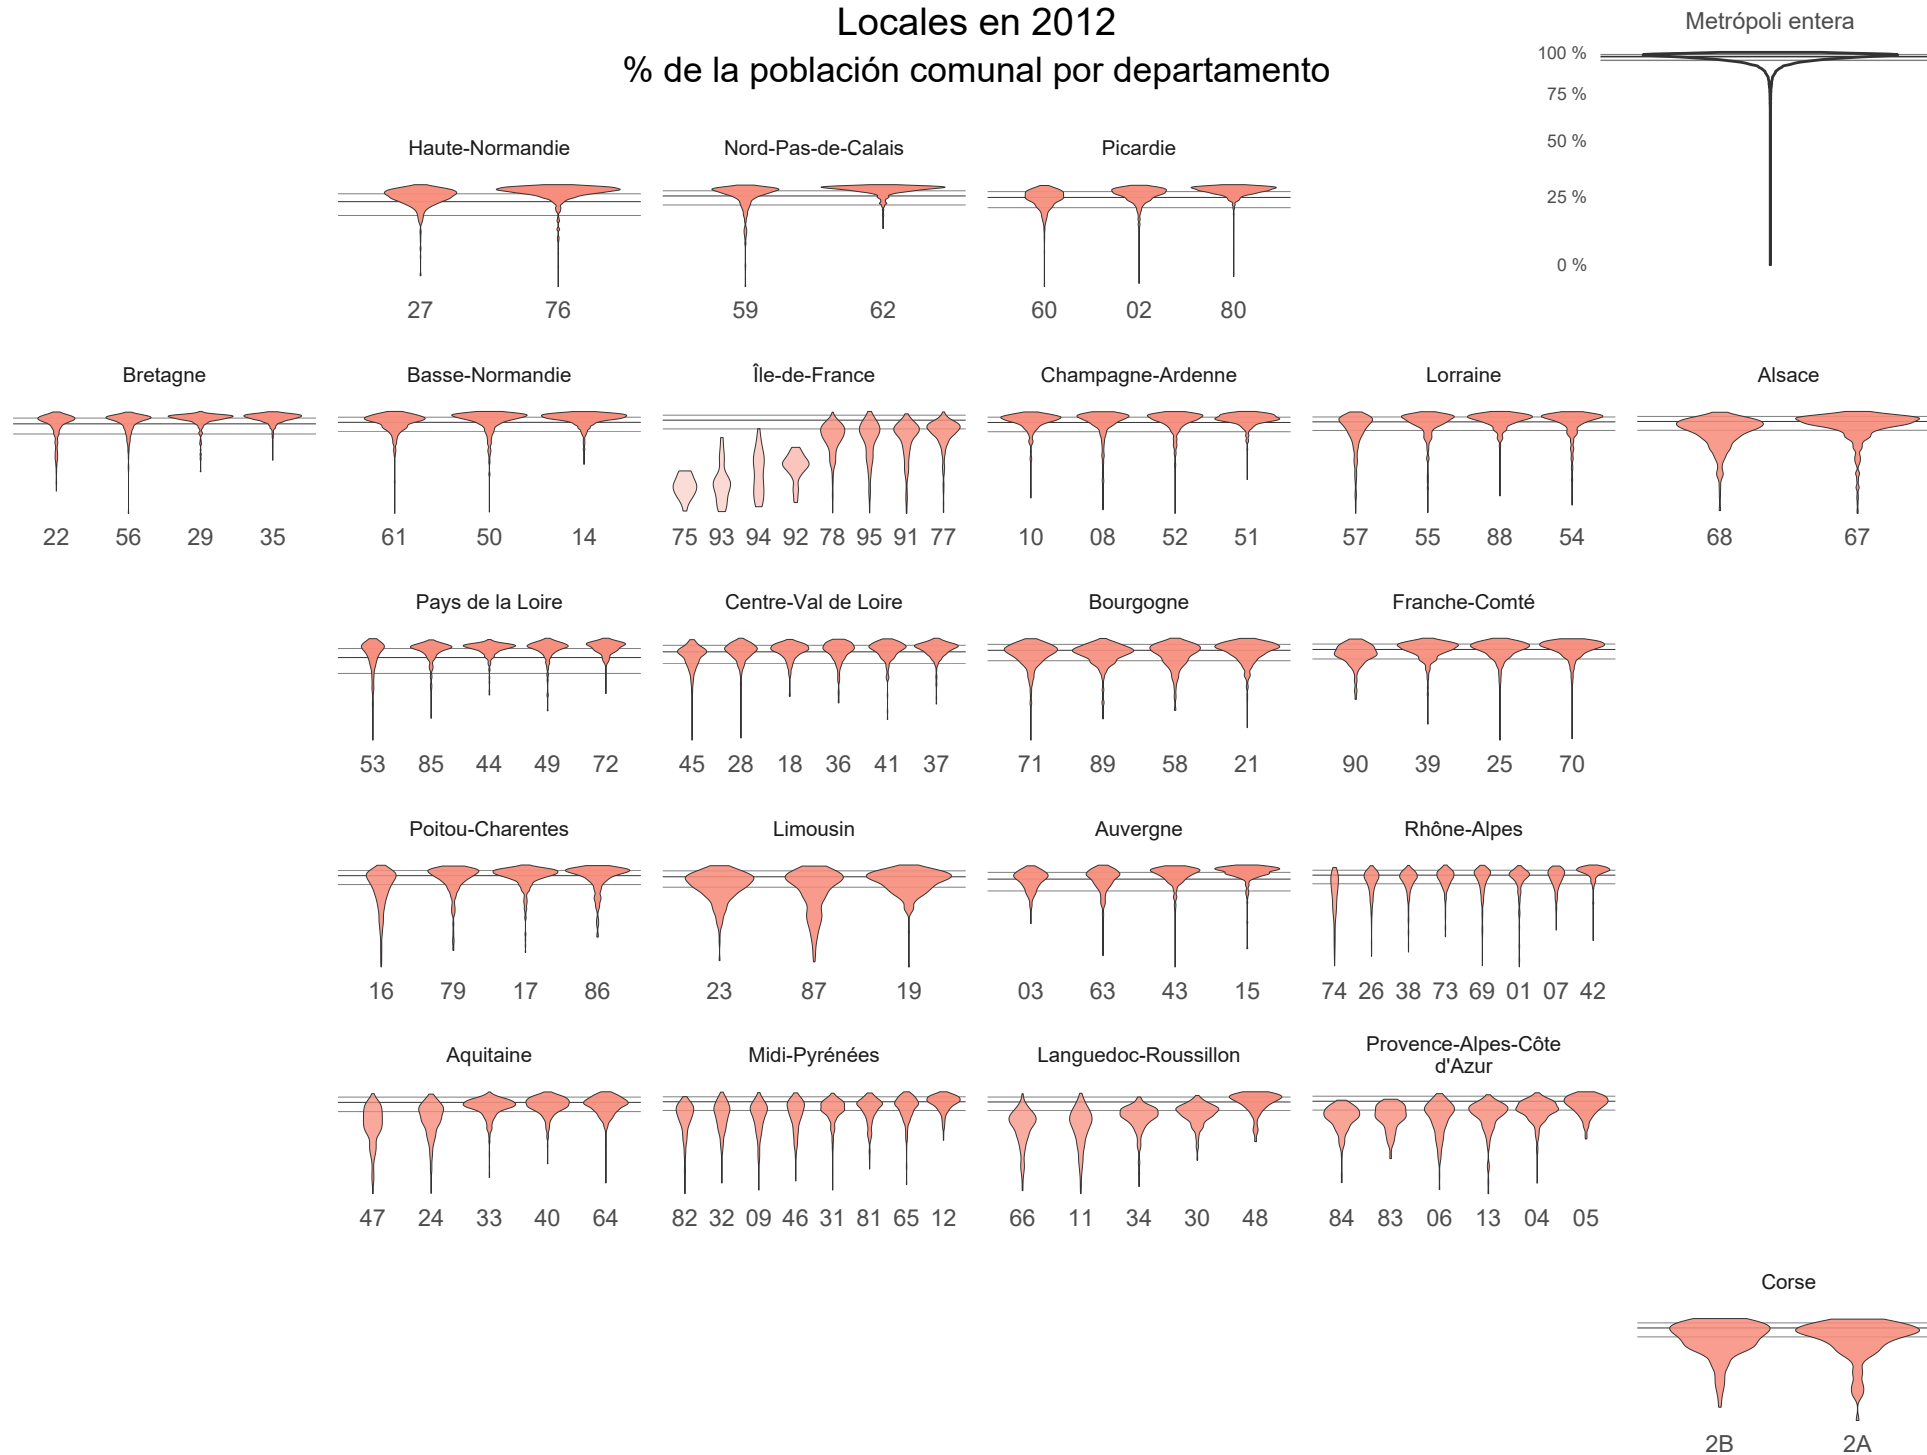 Locales en 2012
% de la población comunal por departamento
Metrópoli entera
100 %
75 %
50 %
25 %
0 %
Haute-Normandie
Nord-Pas-de-Calais
Picardie
27 76
59 62
60 02 80
Bretagne
Basse-Normandie
Île-de-France
Champagne-Ardenne
Lorraine
Alsace
22 56 29 35
61 50 14
75 93 94 92 78 95 91 77
10 08 52 51
57 55 88 54
68 67
Pays de la Loire
Centre-Val de Loire
Bourgogne
Franche-Comté
53 85 44 49 72
45 28 18 36 41 37
71 89 58 21
90 39 25 70
Poitou-Charentes
Limousin
Auvergne
Rhône-Alpes
16 79 17 86
23 87 19
03 63 43 15
74 26 38 73 69 01 07 42
Aquitaine
Midi-Pyrénées
Languedoc-Roussillon
Provence-Alpes-Côte
d'Azur
47 24 33 40 64
82 32 09 46 31 81 65 12
66 11 34 30 48
84 83 06 13 04 05
Corse
2B 2A